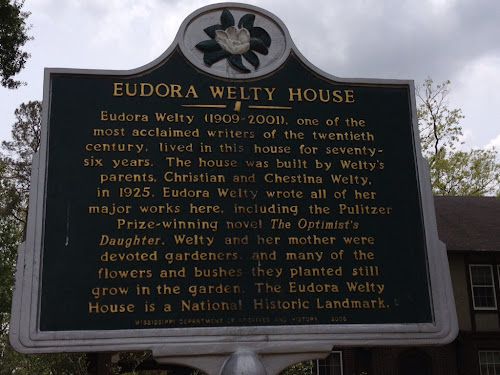 EUDORA WELTY HOUSE
Eudora Welty (1909-2001), one of the
most acclaimed writers of the twentieth
century, lived in this house for seventy-
six years. The house was built by Welty's
parents, Christian and Chestina Welty,
in 1925. Eudora Welty wrote all of her
major works here, including the Pulitzer
Prize-winning novel The Optimist's
Daughter. Welty and her mother were
devoted gardeners, and many of the
flowers and bushes they planted still
grow in the garden. The Eudora Welty
House is a National Historic Landmark.
MISSISSIPPI DEPARTMENT OF ARCHIVES AND HISTORY 2006